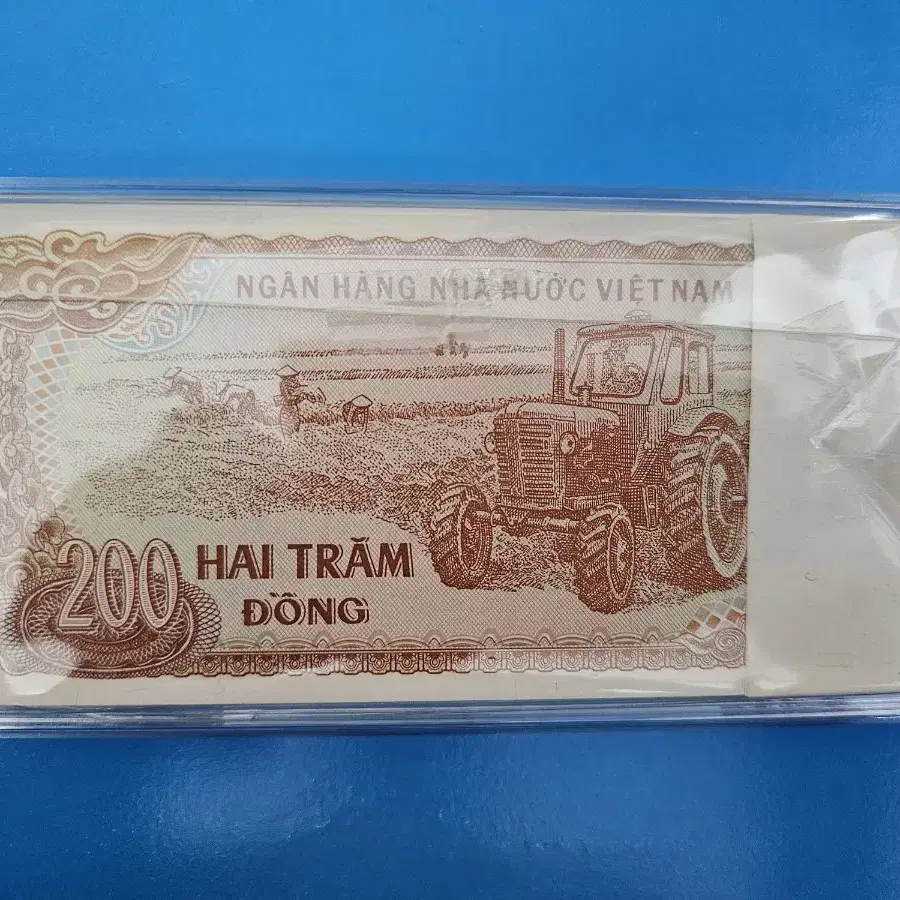 NGÂN HÀNG NHÀ NƯỚC VIỆT NAM
200 HAI TRĂM
ĐỒNG